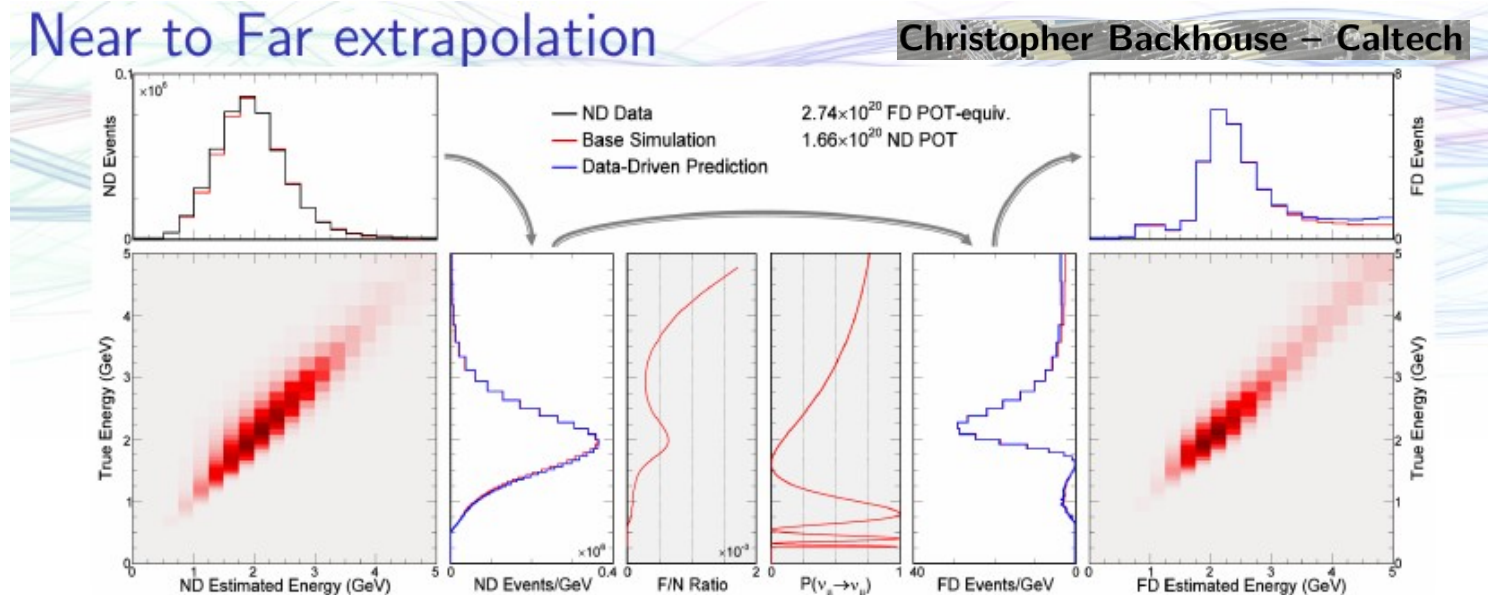 Near to Far extrapolation
Christopher Backhouse – Caltech
0.1
×10⁶
ND Events
0
ND Data
Base Simulation
Data-Driven Prediction
2.74×10²⁰ FD POT-equiv.
1.66×10²⁰ ND POT
8
FD Events
0
5
4
3
2
1
0
True Energy (GeV)
0 1 2 3 4 5
ND Estimated Energy (GeV)
×10⁶
0 0.4
ND Events/GeV
×10⁻³
0 2
F/N Ratio
0 1
P(νμ→νμ)
40 0
FD Events/GeV
5
4
3
2
1
0
True Energy (GeV)
0 1 2 3 4 5
FD Estimated Energy (GeV)